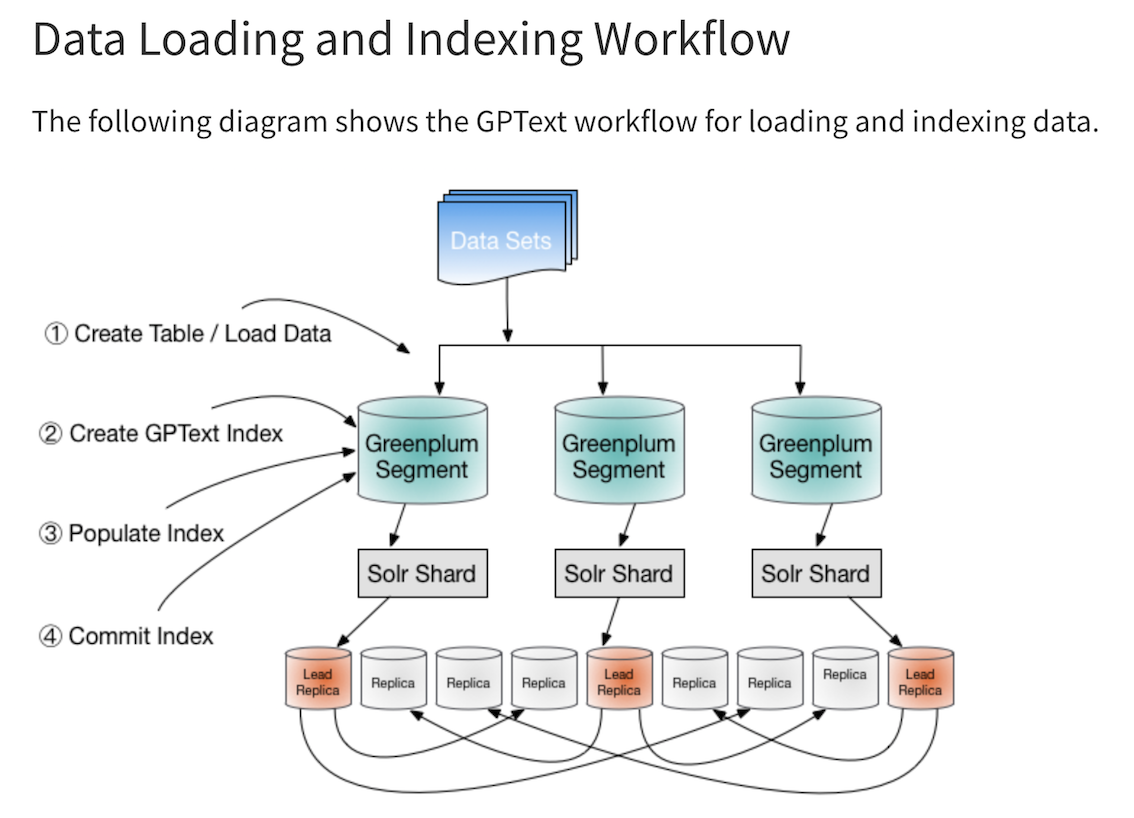 Data Loading and Indexing Workflow
The following diagram shows the GPText workflow for loading and indexing data.
Data Sets
① Create Table / Load Data
② Create GPText Index
③ Populate Index
④ Commit Index
Greenplum
Segment
Greenplum
Segment
Greenplum
Segment
Solr Shard
Solr Shard
Solr Shard
Lead
Replica
Replica
Replica
Replica
Lead
Replica
Replica
Replica
Replica
Lead
Replica